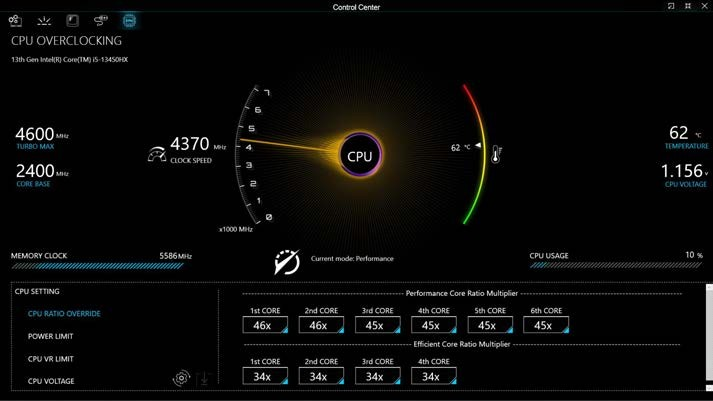 Control Center
CPU OVERCLOCKING
13th Gen Intel(R) Core(TM) i5-13450HX
4600 MHz
TURBO MAX
2400 MHz
CORE BASE
4370 MHz
CLOCK SPEED
7
6
5
4
3
2
1
0
x1000 MHz
CPU
62 °C
62 °C
TEMPERATURE
1.156 v
CPU VOLTAGE
MEMORY CLOCK 5586MHz
Current mode: Performance
CPU USAGE 10 %
CPU SETTING
CPU RATIO OVERRIDE
POWER LIMIT
CPU VR LIMIT
CPU VOLTAGE
Performance Core Ratio Multiplier
1st CORE 2nd CORE 3rd CORE 4th CORE 5th CORE 6th CORE
46x 46x 45x 45x 45x 45x
Efficient Core Ratio Multiplier
1st CORE 2nd CORE 3rd CORE 4th CORE
34x 34x 34x 34x